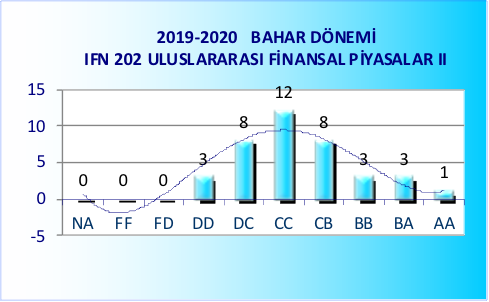 2019-2020 BAHAR DÖNEMİ
IFN 202 ULUSLARARASI FİNANSAL PİYASALAR II
15
10
5
0
-5
0 0 0 3 8 12 8 3 3 1
NA FF FD DD DC CC CB BB BA AA